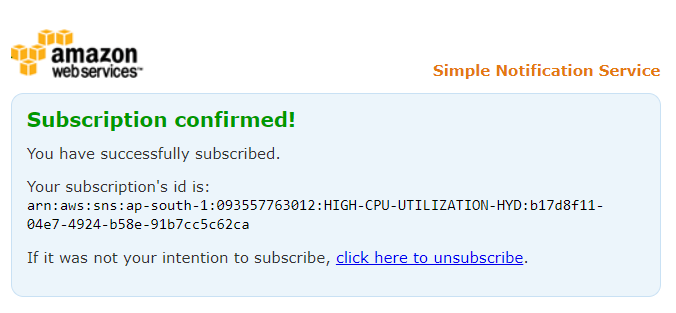 amazon
webservices™
Simple Notification Service
Subscription confirmed!
You have successfully subscribed.
Your subscription's id is:
arn:aws:sns:ap-south-1:093557763012:HIGH-CPU-UTILIZATION-HYD:b17d8f11-
04e7-4924-b58e-91b7cc5c62ca
If it was not your intention to subscribe, click here to unsubscribe.